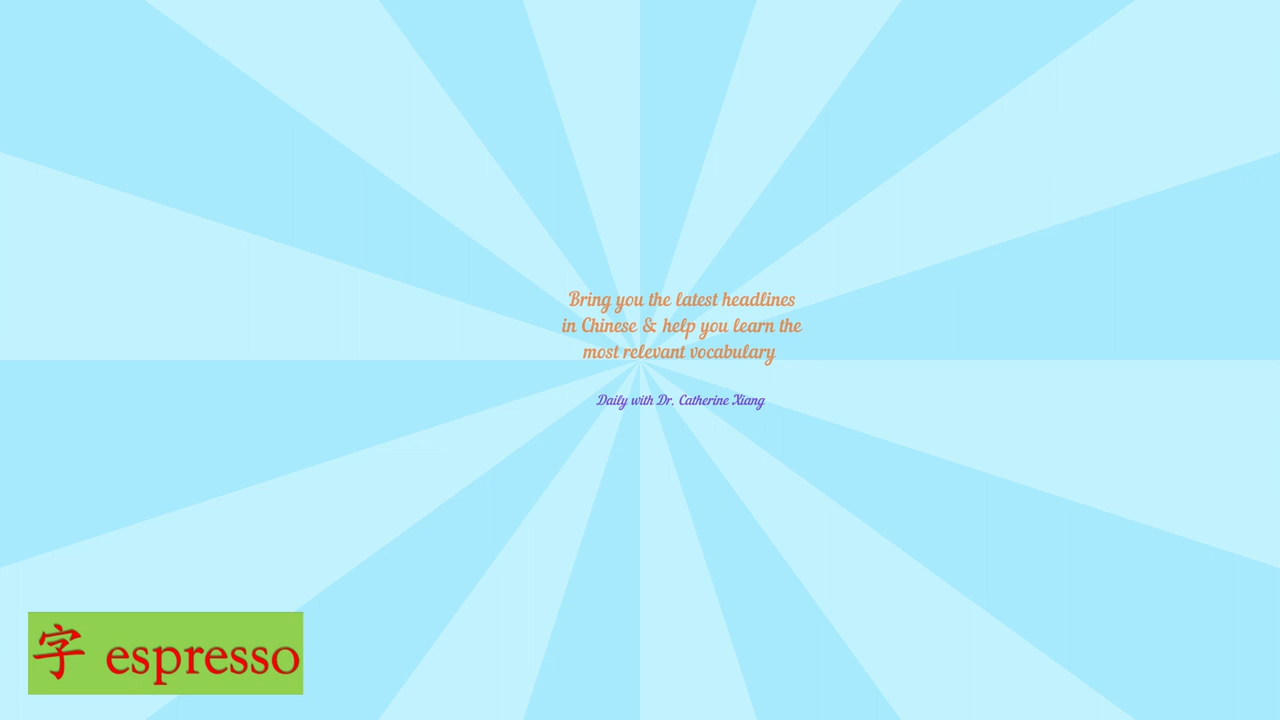 Bring you the latest headlines
in Chinese & help you learn the
most relevant vocabulary
Daily with Dr. Catherine Xiang
字 espresso